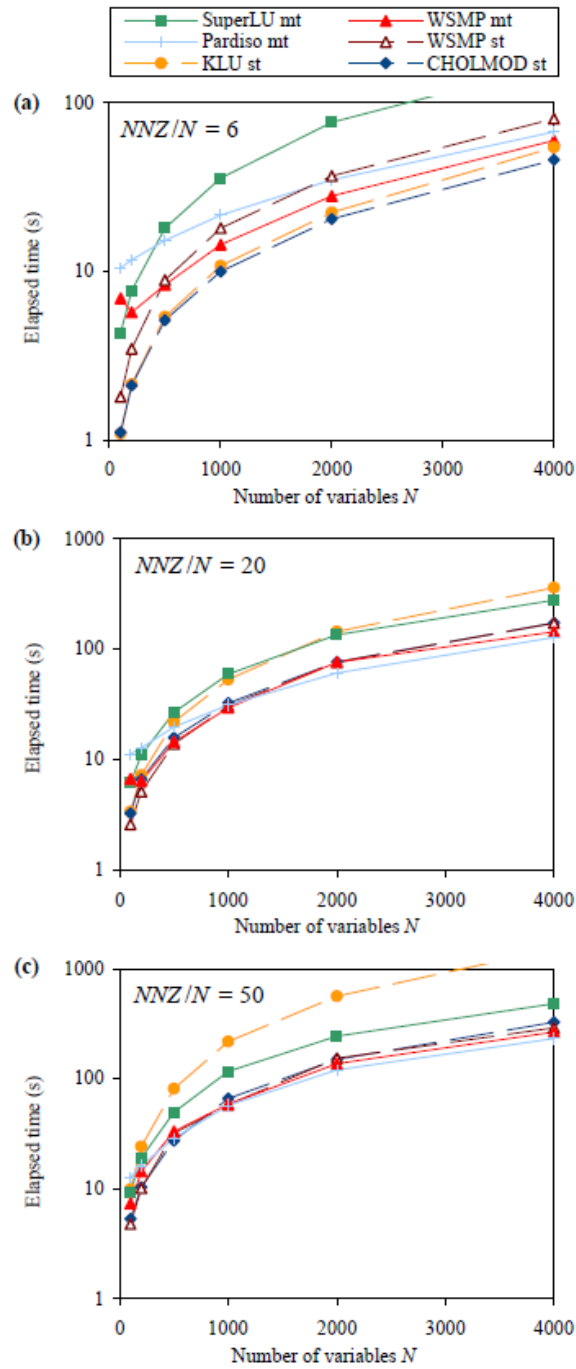 SuperLU mt WSMP mt
Pardiso mt WSMP st
KLU st CHOLMOD st
(a)
100
NNZ/N = 6
10
Elapsed time (s)
1
0 1000 2000 3000 4000
Number of variables N
(b)
1000
NNZ/N = 20
100
Elapsed time (s)
10
1
0 1000 2000 3000 4000
Number of variables N
(c)
1000
NNZ/N = 50
100
Elapsed time (s)
10
1
0 1000 2000 3000 4000
Number of variables N